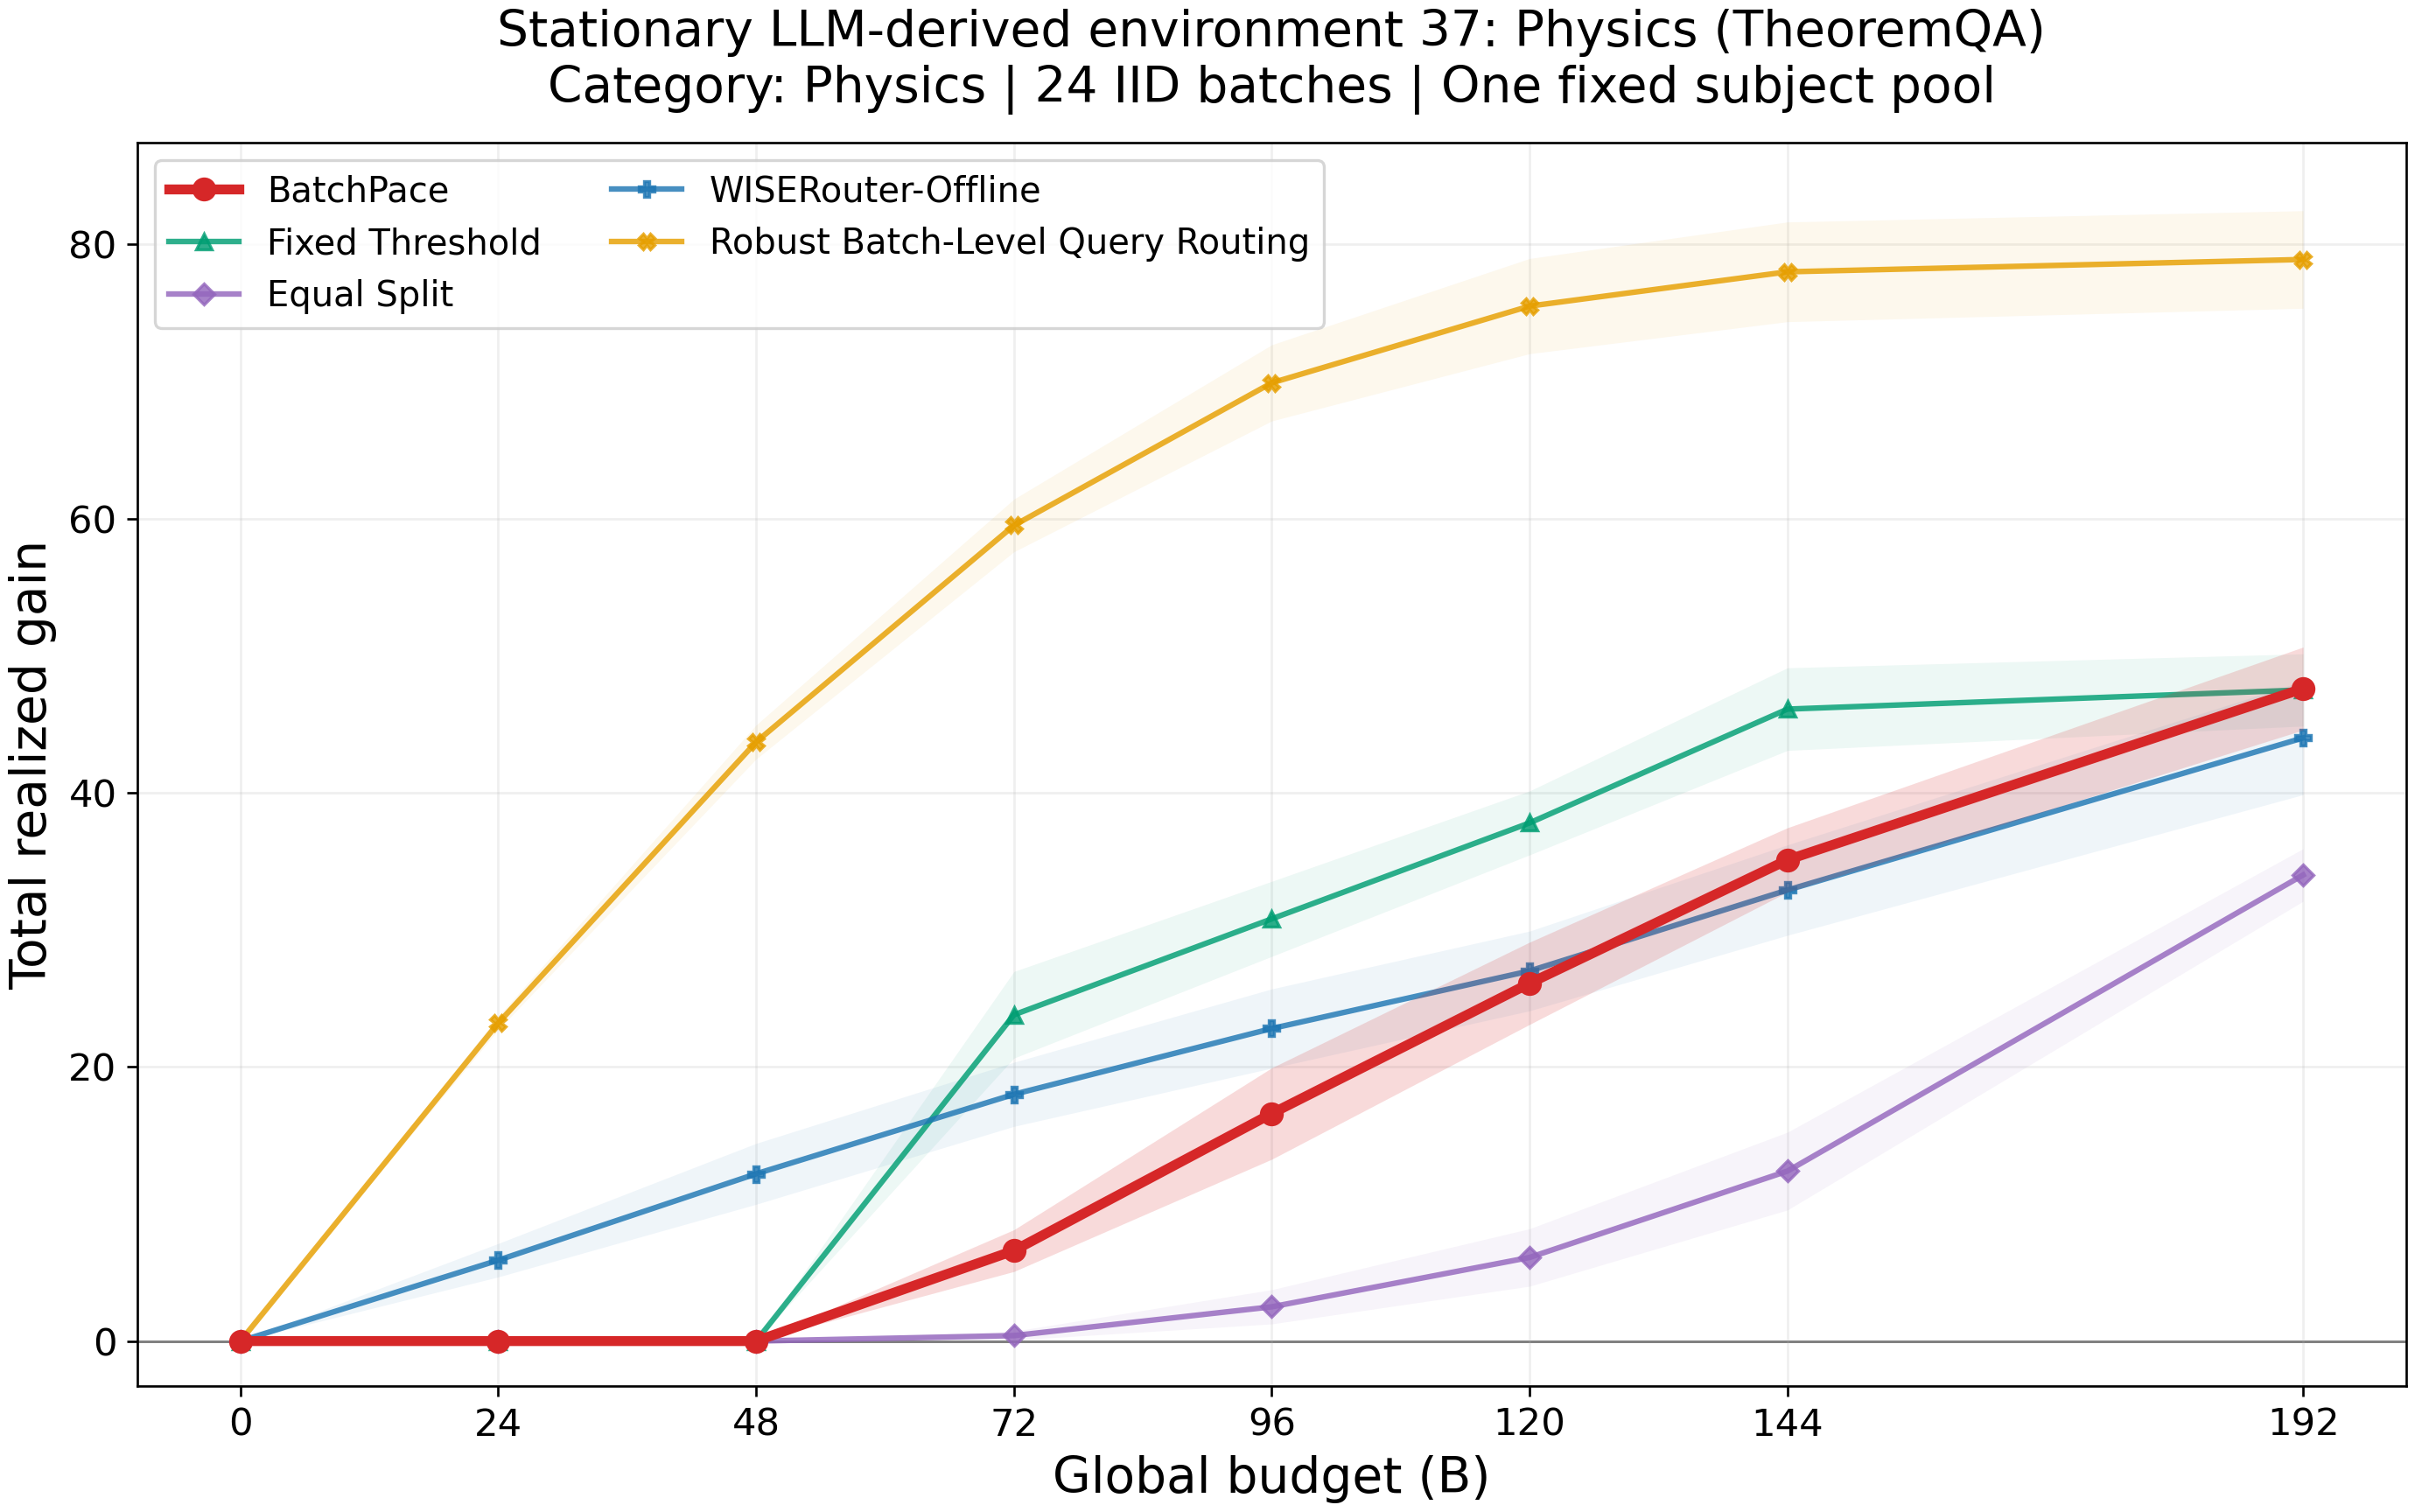 Stationary LLM-derived environment 37: Physics (TheoremQA)
Category: Physics | 24 IID batches | One fixed subject pool
BatchPace
Fixed Threshold
Equal Split
WISERouter-Offline
Robust Batch-Level Query Routing
Total realized gain
80
60
40
20
0
0 24 48 72 96 120 144 192
Global budget (B)